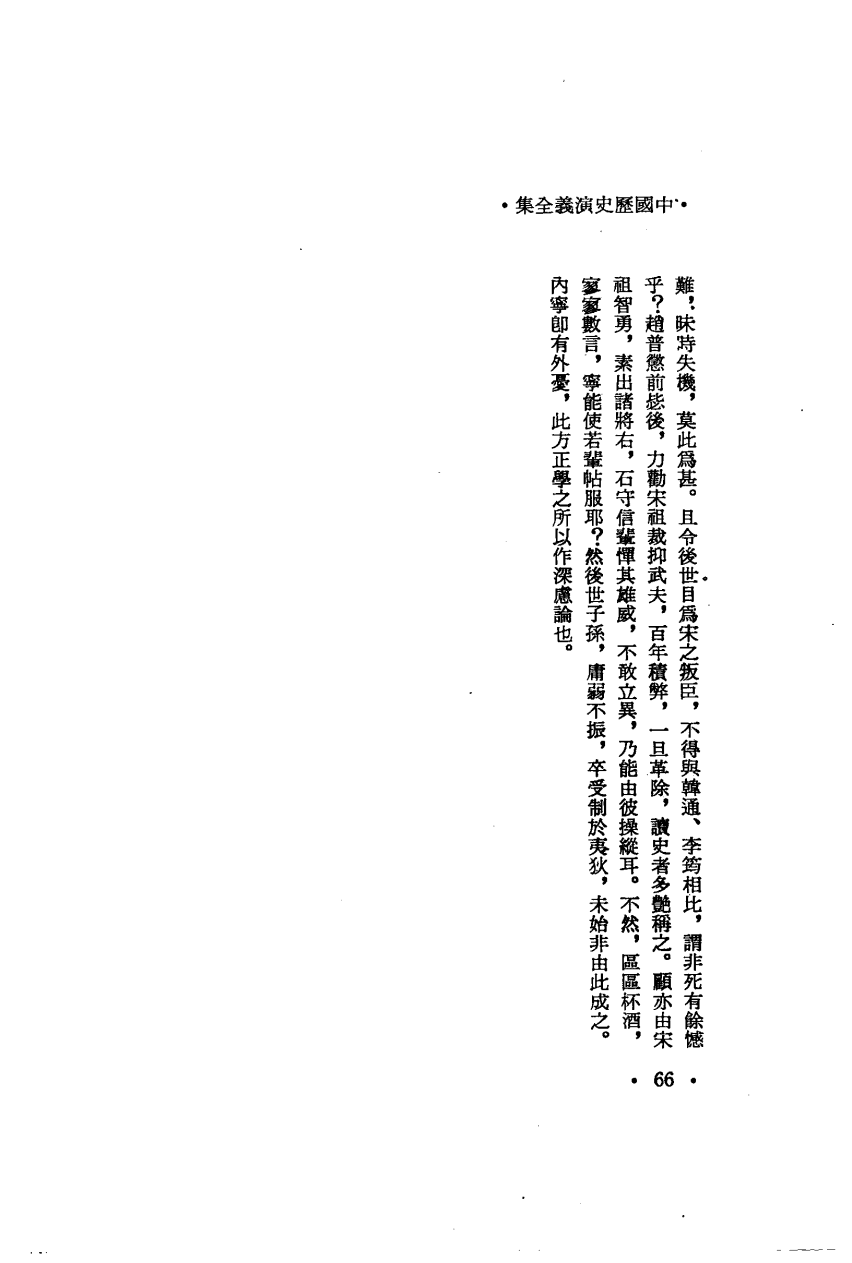 •中國歷史演義全集•
難，昧時失機，莫此爲甚。且令後世目爲宋之叛臣，不得與韓通、李筠相比，謂非死有餘憾
乎？趙普懲前毖後，力勸宋祖裁抑武夫，百年積弊，一旦革除，讀史者多艷稱之。顧亦由宋
祖智勇，素出諸將右，石守信輩憚其雄威，不敢立異，乃能由彼操縱耳。不然，區區杯酒，
寥寥數言，寧能使若輩帖服耶？然後世子孫，庸弱不振，卒受制於夷狄，未始非由此成之。
內寧卽有外憂，此方正學之所以作深慮論也。
• 66 •